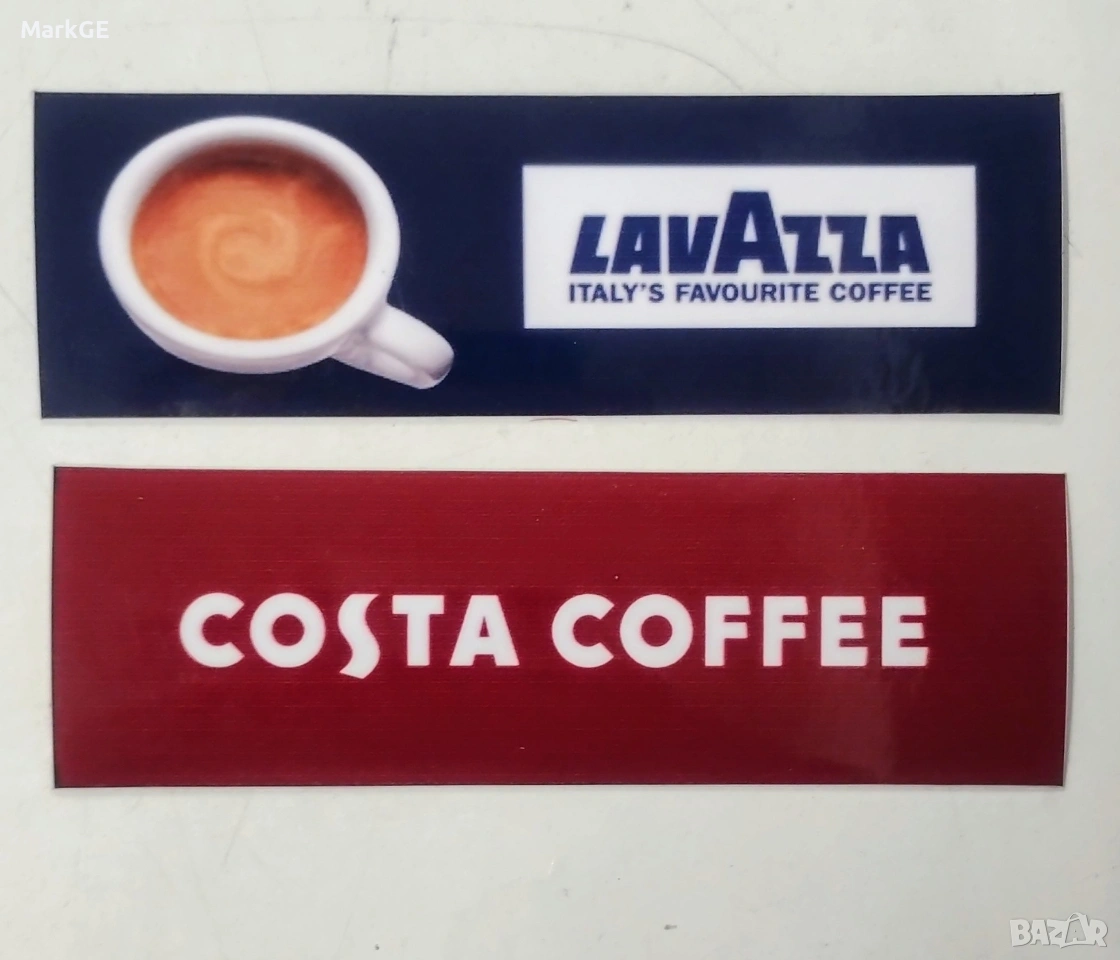 MarkGE
LAVAZZA
ITALY'S FAVOURITE COFFEE
COSTA COFFEE
BAZAR